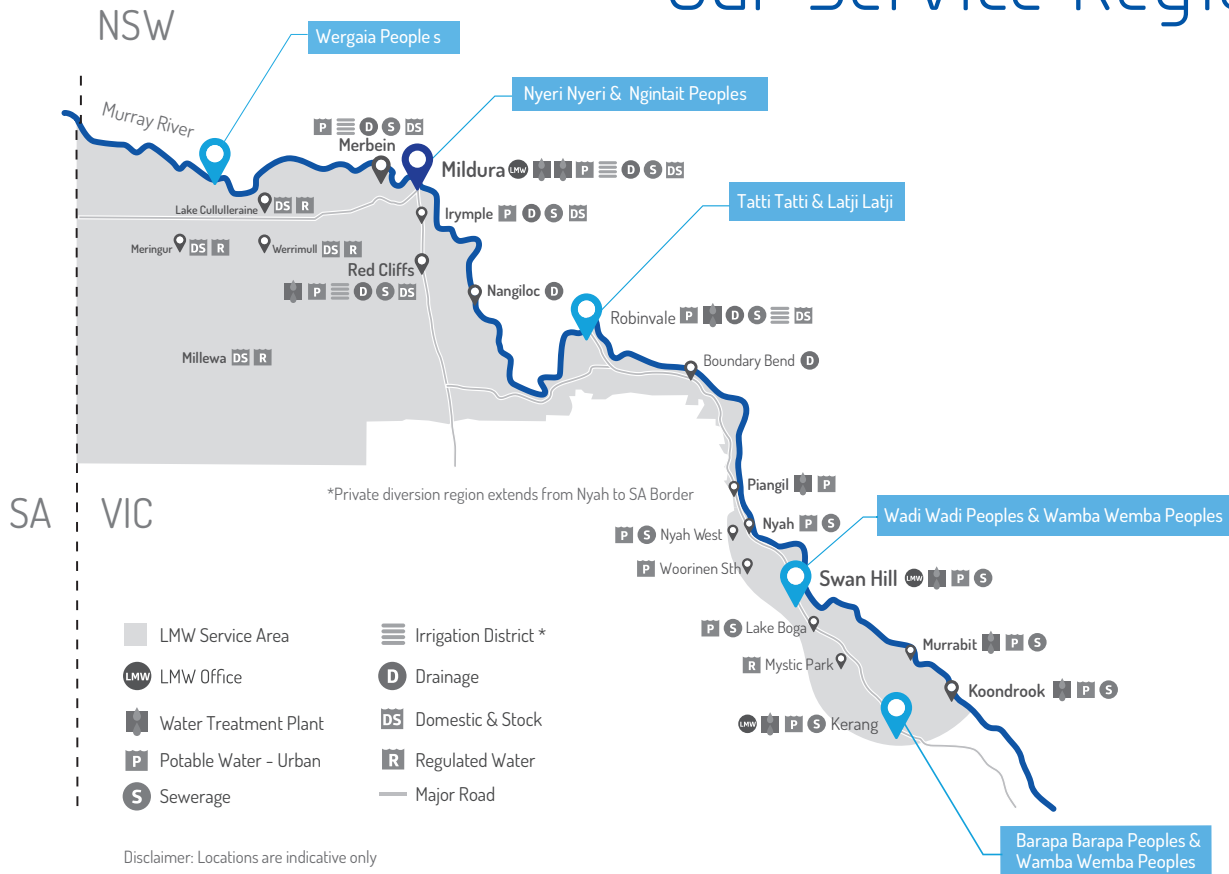 Our Service Regio
NSW
Wergaia People s
Nyeri Nyeri & Ngintait Peoples
Murray River
P D S DS
Merbein
Mildura LMW P D S DS
Tatti Tatti & Latji Latji
Lake Cullulleraine DS R
Irymple P D S DS
Meringur DS R
Werrimull DS R
Red Cliffs
P D S DS
Nangiloc D
Robinvale P D S DS
Millewa DS R
Boundary Bend D
*Private diversion region extends from Nyah to SA Border
Piangil P
SA
VIC
Wadi Wadi Peoples & Wamba Wemba Peoples
Nyah P S
P S Nyah West
P Woorinen Sth
Swan Hill LMW P S
P S Lake Boga
Murrabit P S
R Mystic Park
Koondrook P S
LMW P S Kerang
LMW Service Area
LMW LMW Office
Water Treatment Plant
P Potable Water - Urban
S Sewerage
Irrigation District *
D Drainage
DS Domestic & Stock
R Regulated Water
Major Road
Barapa Barapa Peoples &
Wamba Wemba Peoples
Disclaimer: Locations are indicative only